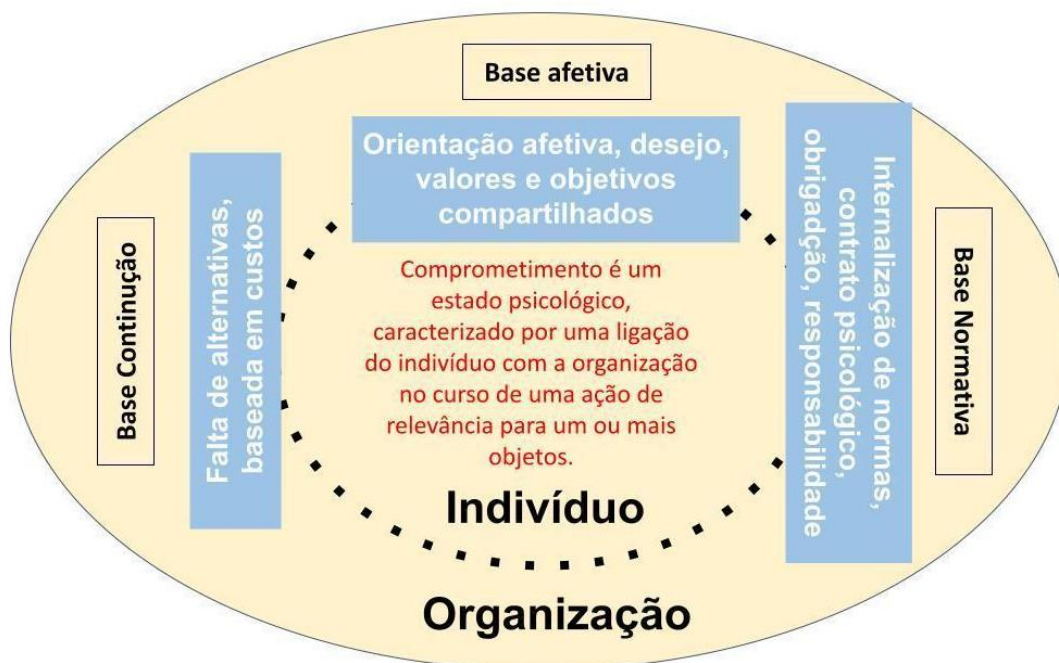 Base afetiva
Orientação afetiva, desejo,
valores e objetivos
compartilhados
Base Continução
Falta de alternativas,
baseada em custos
Comprometimento é um
estado psicológico,
caracterizado por uma ligação
do indivíduo com a organização
no curso de uma ação de
relevância para um ou mais
objetos.
Internalização de normas,
contrato psicológico,
obrigadção, responsabilidade
Base Normativa
Indivíduo
Organização